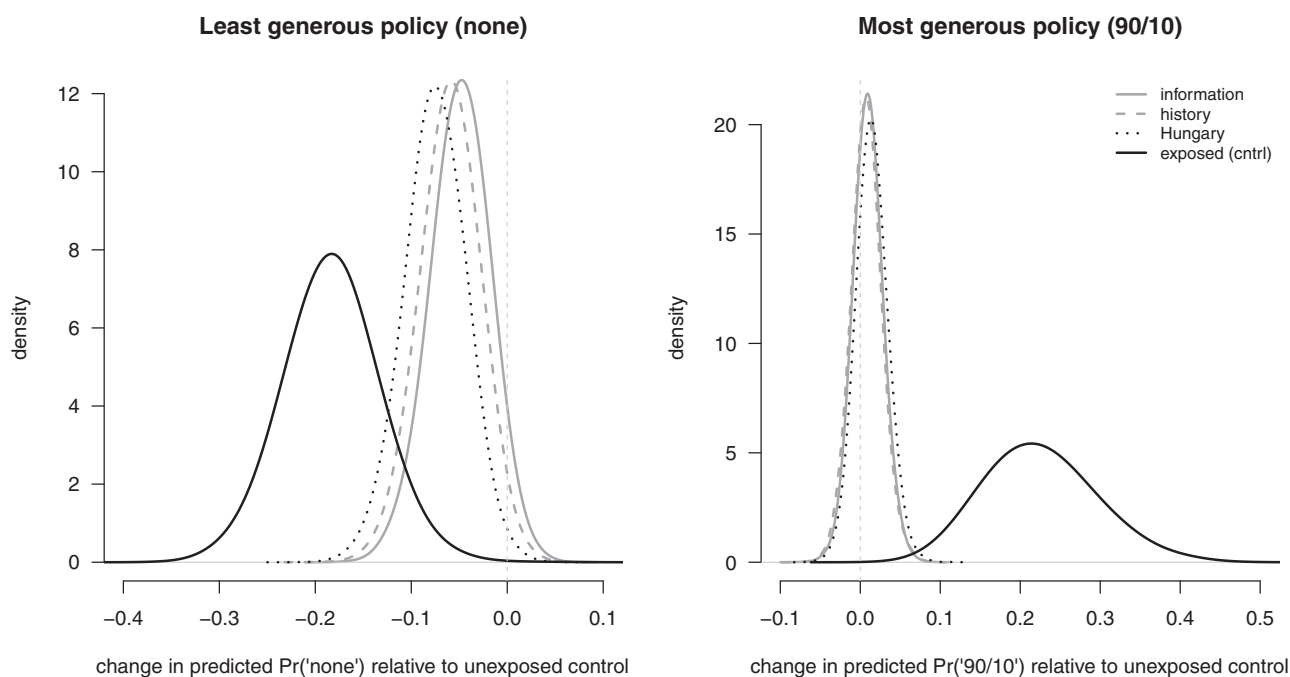 Least generous policy (none)
density
12
10
8
6
4
2
0
−0.4
−0.3
−0.2
−0.1
0.0
0.1
change in predicted Pr('none') relative to unexposed control
Most generous policy (90/10)
information
history
Hungary
exposed (cntrl)
density
20
15
10
5
0
−0.1
0.0
0.1
0.2
0.3
0.4
0.5
change in predicted Pr('90/10') relative to unexposed control